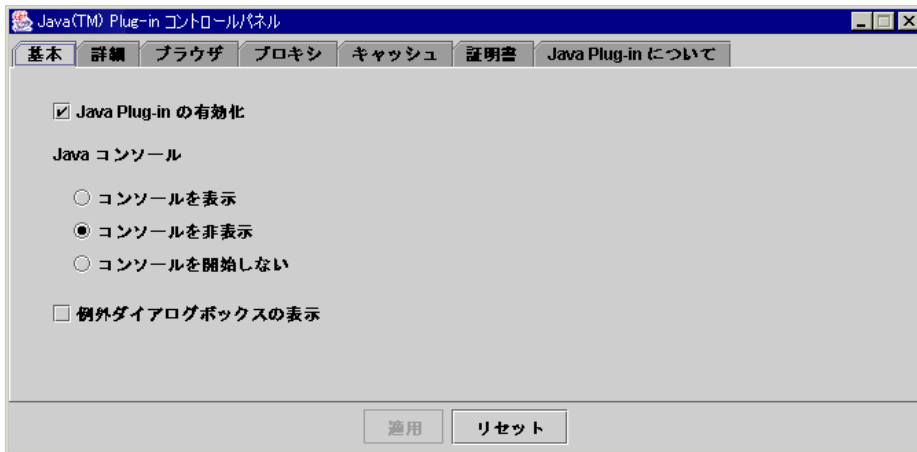 Java(TM) Plug-in コントロールパネル
基本 詳細 ブラウザ プロキシ キャッシュ 証明書 Java Plug-in について
Java Plug-in の有効化
Java コンソール
コンソールを表示
コンソールを非表示
コンソールを開始しない
例外ダイアログボックスの表示
適用 リセット